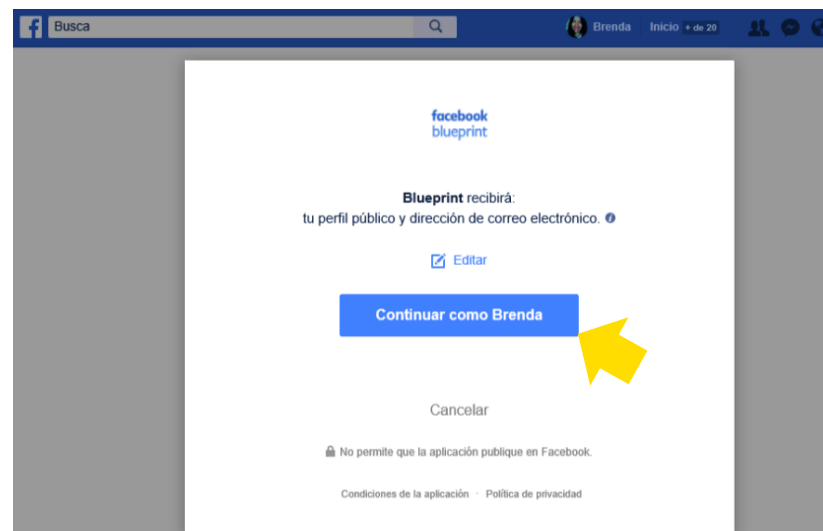 f Busca Brenda Inicio + de 20
facebook
blueprint
Blueprint recibirá:
tu perfil público y dirección de correo electrónico. i
Editar
Continuar como Brenda
Cancelar
No permite que la aplicación publique en Facebook.
Condiciones de la aplicación · Política de privacidad